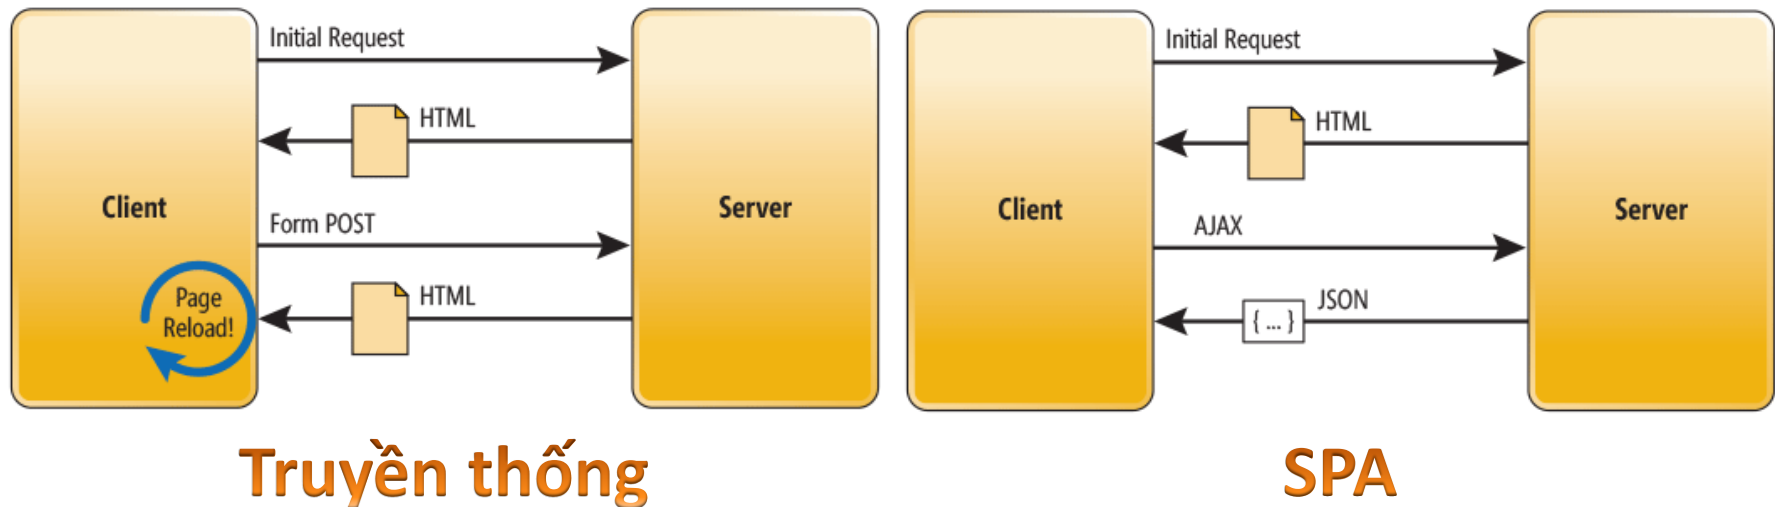 Initial Request
HTML
Client
Server
Form POST
HTML
Page
Reload!
Truyền thống
Initial Request
HTML
Client
Server
AJAX
JSON
{ ... }
SPA